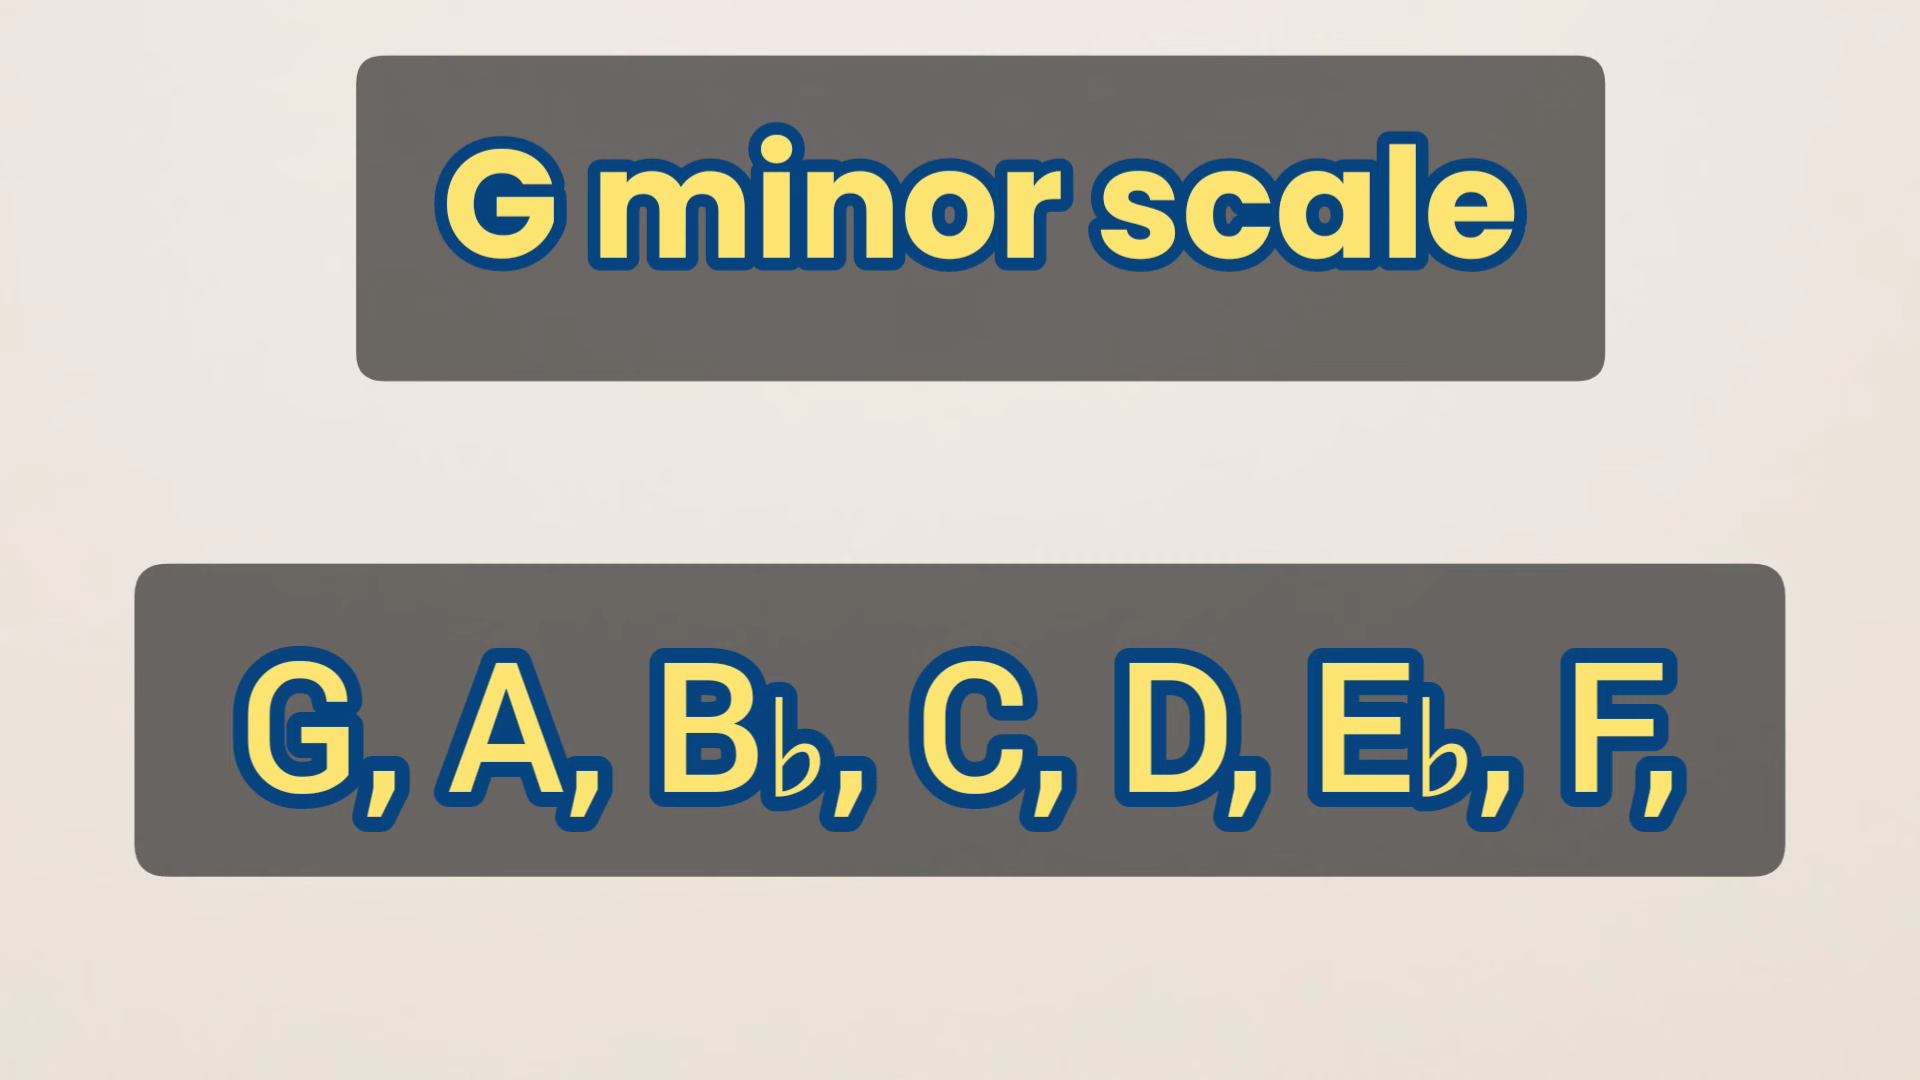 G minor scale
G, A, B♭, C, D, E♭, F,